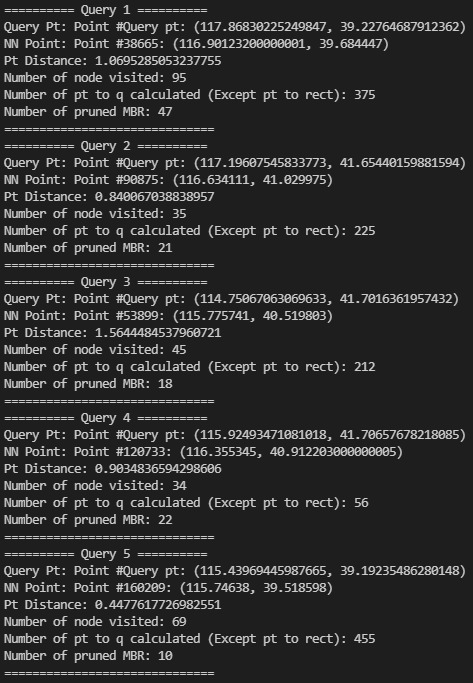 ========== Query 1 ==========
Query Pt: Point #Query pt: (117.86830225249847, 39.22764687912362)
NN Point: Point #38665: (116.90123200000001, 39.684447)
Pt Distance: 1.0695285053237755
Number of node visited: 95
Number of pt to q calculated (Except pt to rect): 375
Number of pruned MBR: 47
==============================
========== Query 2 ==========
Query Pt: Point #Query pt: (117.19607545833773, 41.65440159881594)
NN Point: Point #90875: (116.634111, 41.029975)
Pt Distance: 0.840067038838957
Number of node visited: 35
Number of pt to q calculated (Except pt to rect): 225
Number of pruned MBR: 21
==============================
========== Query 3 ==========
Query Pt: Point #Query pt: (114.75067063069633, 41.7016361957432)
NN Point: Point #53899: (115.775741, 40.519803)
Pt Distance: 1.5644484537960721
Number of node visited: 45
Number of pt to q calculated (Except pt to rect): 212
Number of pruned MBR: 18
==============================
========== Query 4 ==========
Query Pt: Point #Query pt: (115.92493471081018, 41.70657678218085)
NN Point: Point #120733: (116.355345, 40.912203000000005)
Pt Distance: 0.9034836594298606
Number of node visited: 34
Number of pt to q calculated (Except pt to rect): 56
Number of pruned MBR: 22
==============================
========== Query 5 ==========
Query Pt: Point #Query pt: (115.43969445987665, 39.19235486280148)
NN Point: Point #160209: (115.74638, 39.518598)
Pt Distance: 0.4477617726982551
Number of node visited: 69
Number of pt to q calculated (Except pt to rect): 455
Number of pruned MBR: 10
==============================